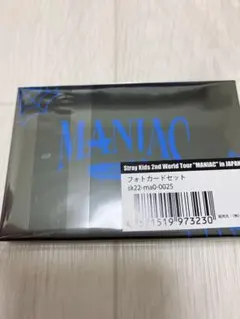 MANIAC
Stray Kids 2nd World Tour "MANIAC" in JAPAN
フォトカードセット
sk22-ma0-0025